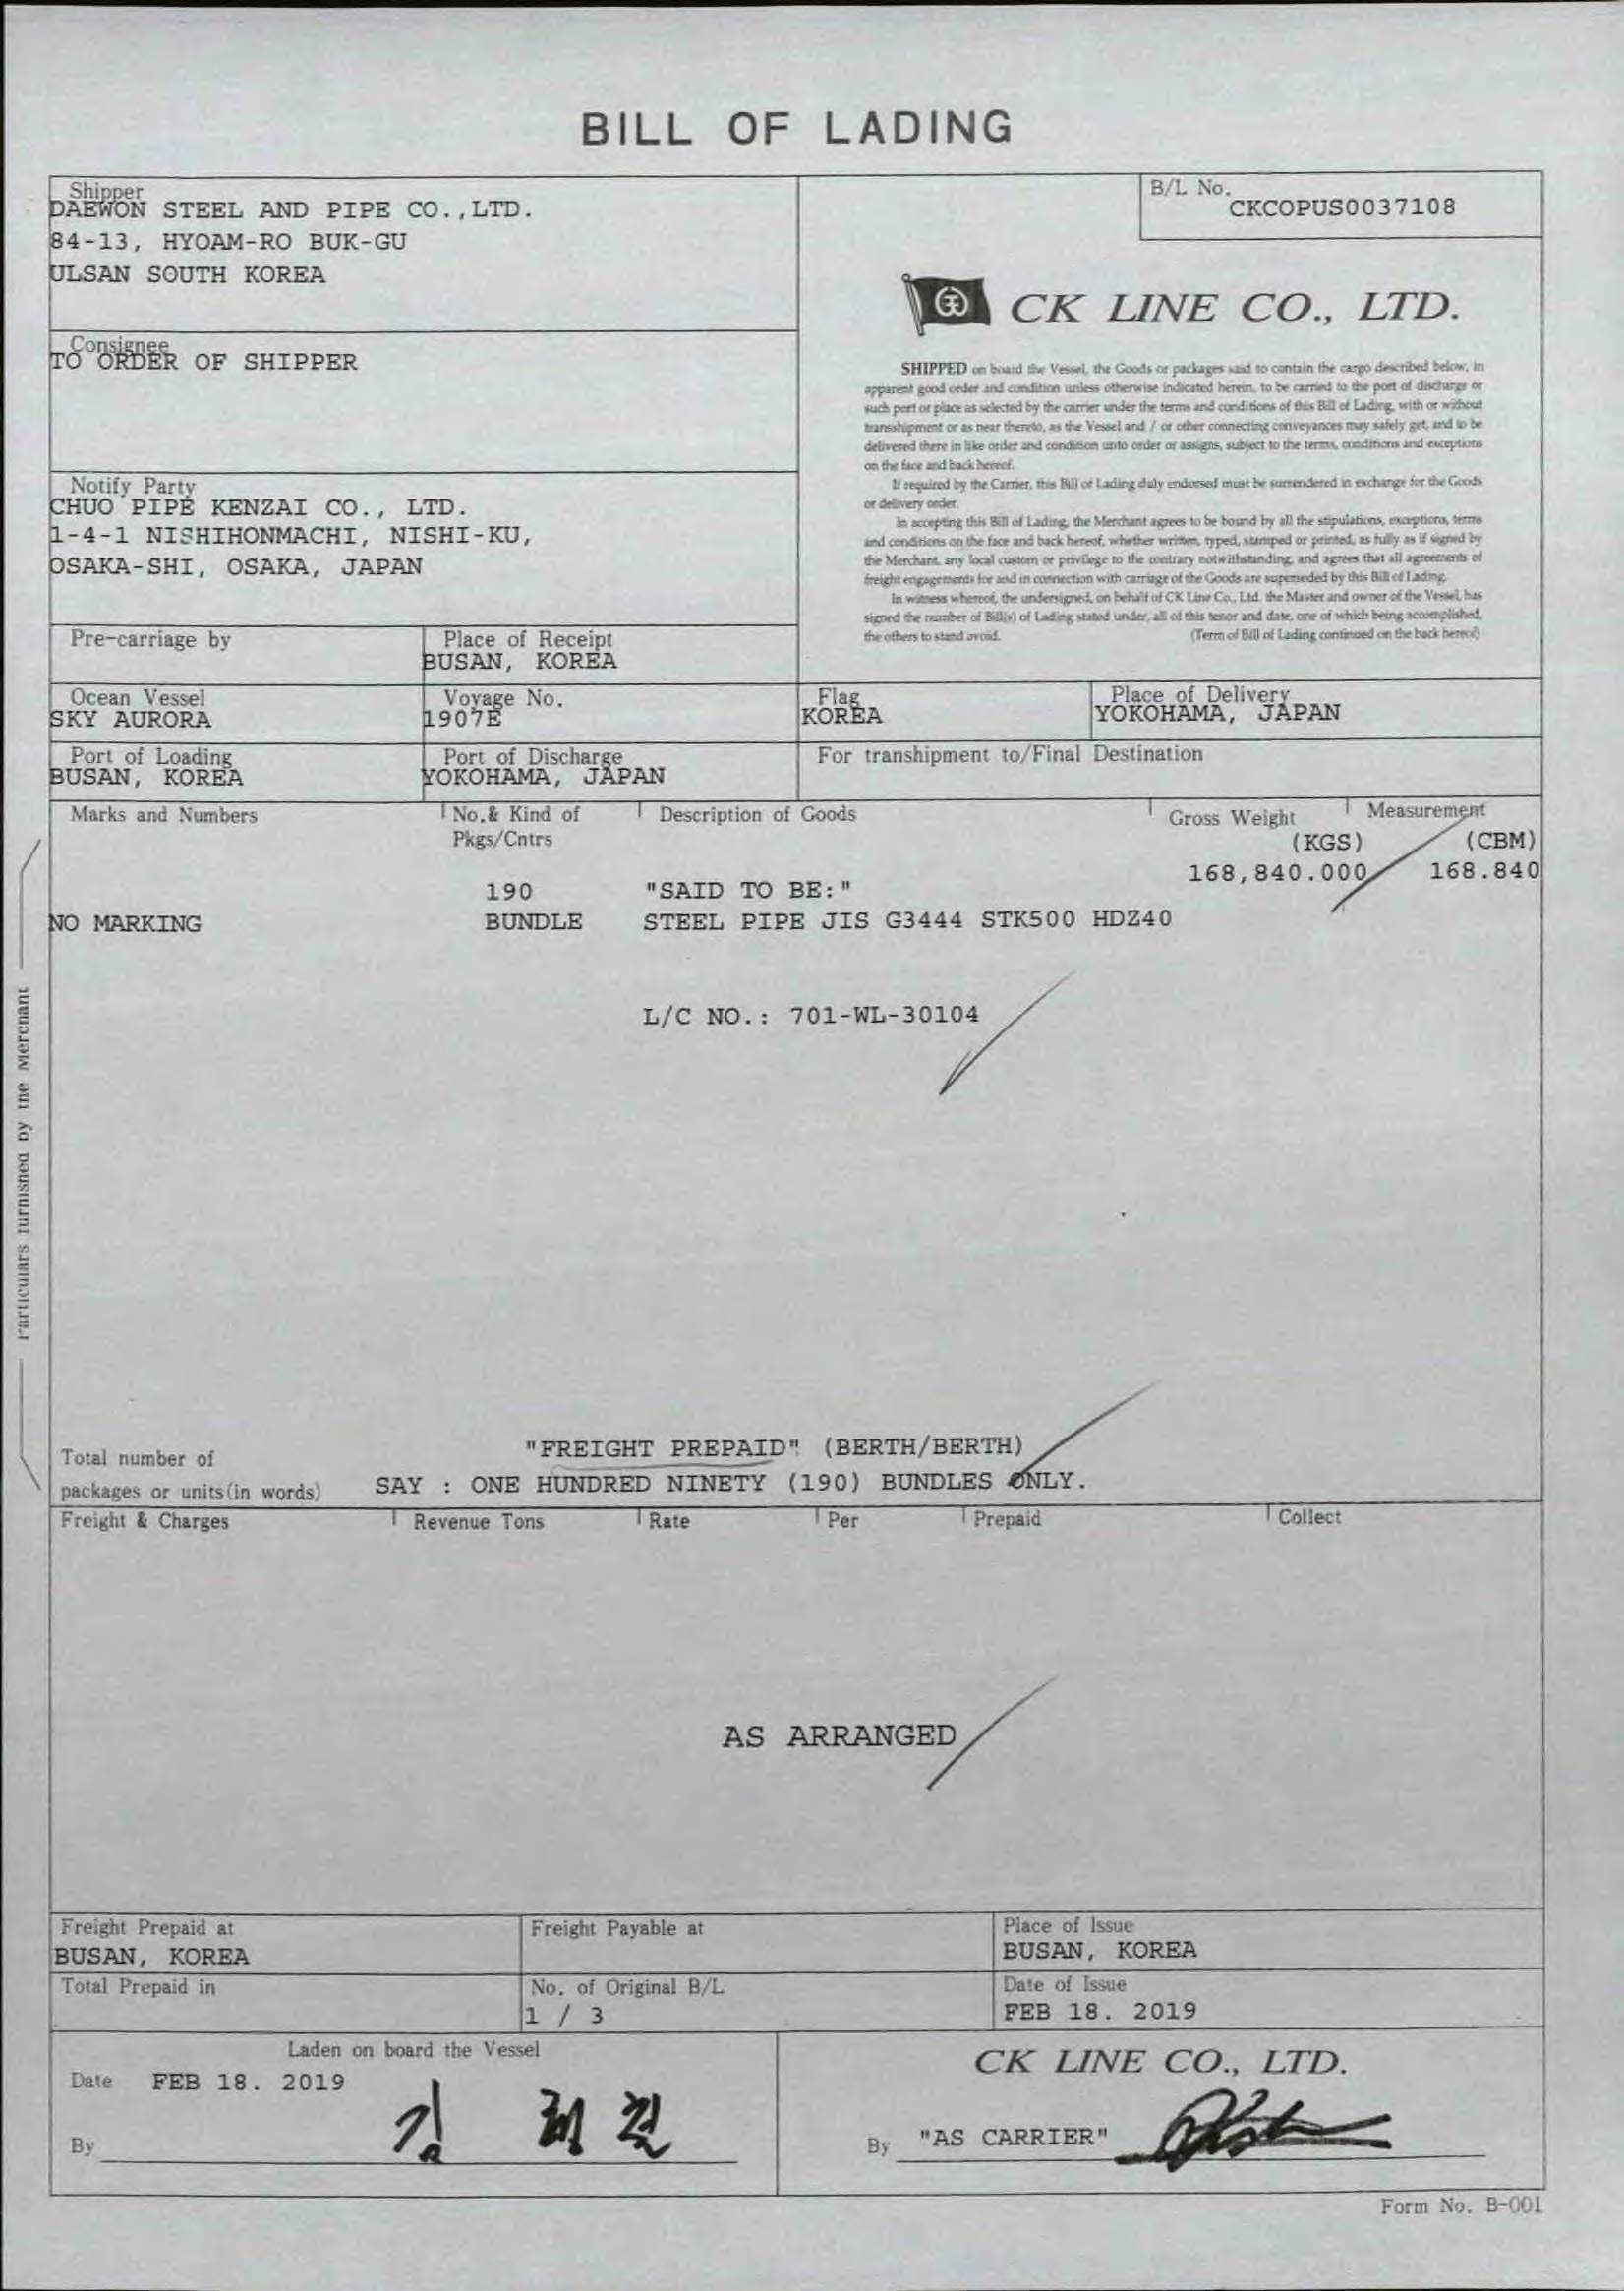 BILL OF LADING
Shipper
DAEWON STEEL AND PIPE CO.,LTD.
84-13, HYOAM-RO BUK-GU
ULSAN SOUTH KOREA
B/L No.
CKCOPUS0037108
CK LINE CO., LTD.
Consignee
TO ORDER OF SHIPPER
SHIPPED on board the Vessel, the Goods or packages said to contain the cargo described below, in
apparent good order and condition unless otherwise indicated herein, to be carried to the port of discharge or
such port or place as selected by the carrier under the terms and conditions of this Bill of Lading, with or without
transshipment or as near thereto, as the Vessel and / or other connecting conveyances may safely get, and to be
delivered there in like order and condition unto order or assigns, subject to the terms, conditions and exceptions
on the face and back hereof.
If required by the Carrier, this Bill of Lading duly endorsed must be surrendered in exchange for the Goods
or delivery order.
In accepting this Bill of Lading, the Merchant agrees to be bound by all the stipulations, exceptions, terms
and conditions on the face and back hereof, whether written, typed, stamped or printed, as fully as if signed by
the Merchant, any local custom or privilege to the contrary notwithstanding, and agrees that all agreements of
freight engagements for and in connection with carriage of the Goods are superseded by this Bill of Lading.
In witness whereof, the undersigned, on behalf of CK Line Co., Ltd. the Master and owner of the Vessel, has
signed the number of Bill(s) of Lading stated under, all of this tenor and date, one of which being accomplished,
the others to stand avoid. (Term of Bill of Lading continued on the back hereof)
Notify Party
CHUO PIPE KENZAI CO., LTD.
1-4-1 NISHIHONMACHI, NISHI-KU,
OSAKA-SHI, OSAKA, JAPAN
Pre-carriage by
Place of Receipt
BUSAN, KOREA
Ocean Vessel
SKY AURORA
Voyage No.
1907E
Flag
KOREA
Place of Delivery
YOKOHAMA, JAPAN
Port of Loading
BUSAN, KOREA
Port of Discharge
YOKOHAMA, JAPAN
For transhipment to/Final Destination
Marks and Numbers
No.& Kind of
Pkgs/Cntrs
Description of Goods
Gross Weight
(KGS)
Measurement
(CBM)
190 "SAID TO BE:" 168,840.000 168.840
NO MARKING BUNDLE STEEL PIPE JIS G3444 STK500 HDZ40
L/C NO.: 701-WL-30104
Particulars furnished by the Merchant
"FREIGHT PREPAID" (BERTH/BERTH)
Total number of
packages or units(in words) SAY : ONE HUNDRED NINETY (190) BUNDLES ONLY.
Freight & Charges Revenue Tons Rate Per Prepaid Collect
AS ARRANGED
Freight Prepaid at
BUSAN, KOREA
Freight Payable at
Place of Issue
BUSAN, KOREA
Total Prepaid in
No. of Original B/L
1 / 3
Date of Issue
FEB 18. 2019
Laden on board the Vessel
Date FEB 18. 2019
By
CK LINE CO., LTD.
By "AS CARRIER"
Form No. B-001